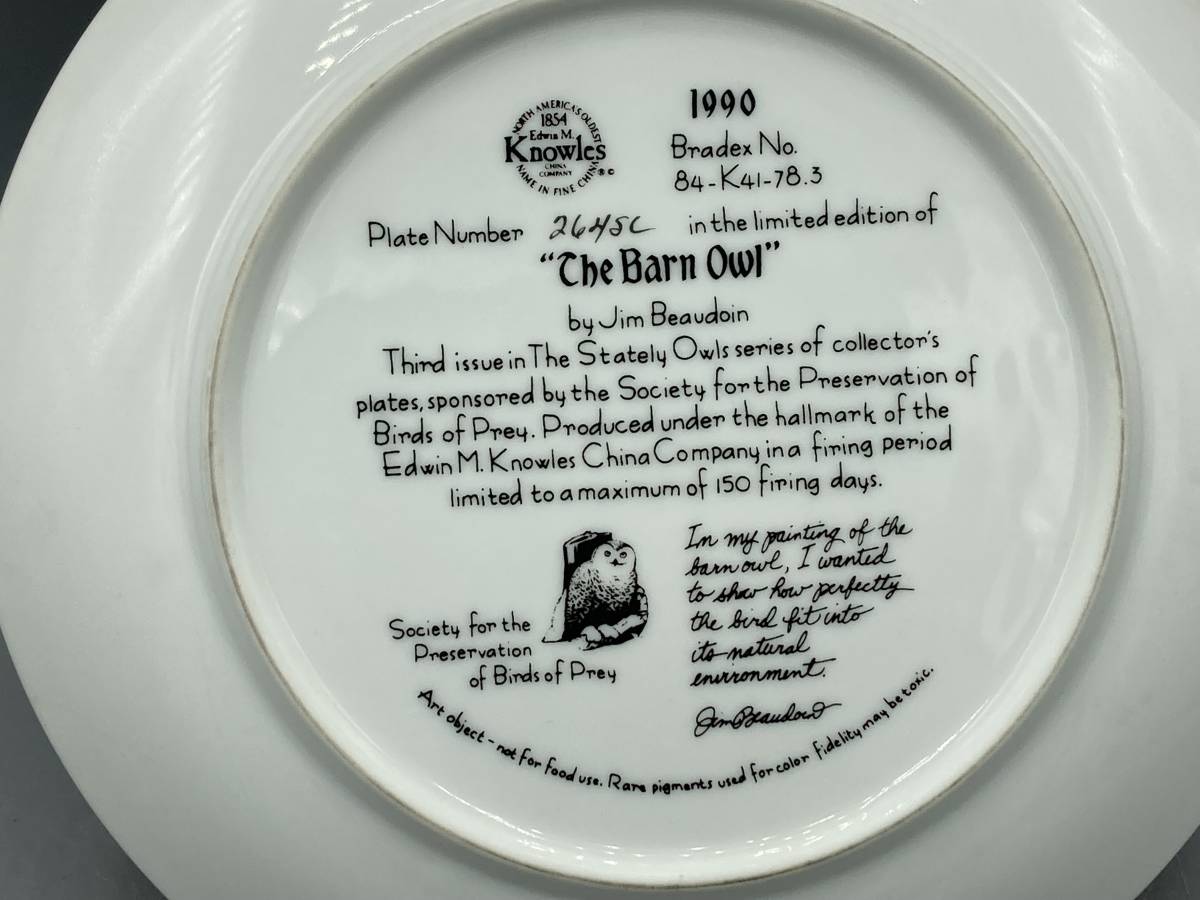 NORTH AMERICA'S OLDEST
1854
Edwin M.
Knowles
CHINA
COMPANY
NAME IN FINE CHINA
®©
1990
Bradex No.
84-K41-78.3
Plate Number in the limited edition of
"The Barn Owl"
by Jim Beaudoin
Third issue in The Stately Owls series of collector's
plates, sponsored by the Society for the Preservation of
Birds of Prey. Produced under the hallmark of the
Edwin M. Knowles China Company in a firing period
limited to a maximum of 150 firing days.
Society for the
Preservation
of Birds of Prey
In my painting of the
barn owl, I wanted
to show how perfectly
the bird fit into
its natural
environment.
Jim Beaudoin
Art object - not for food use. Rare pigments used for color fidelity may be toxic.